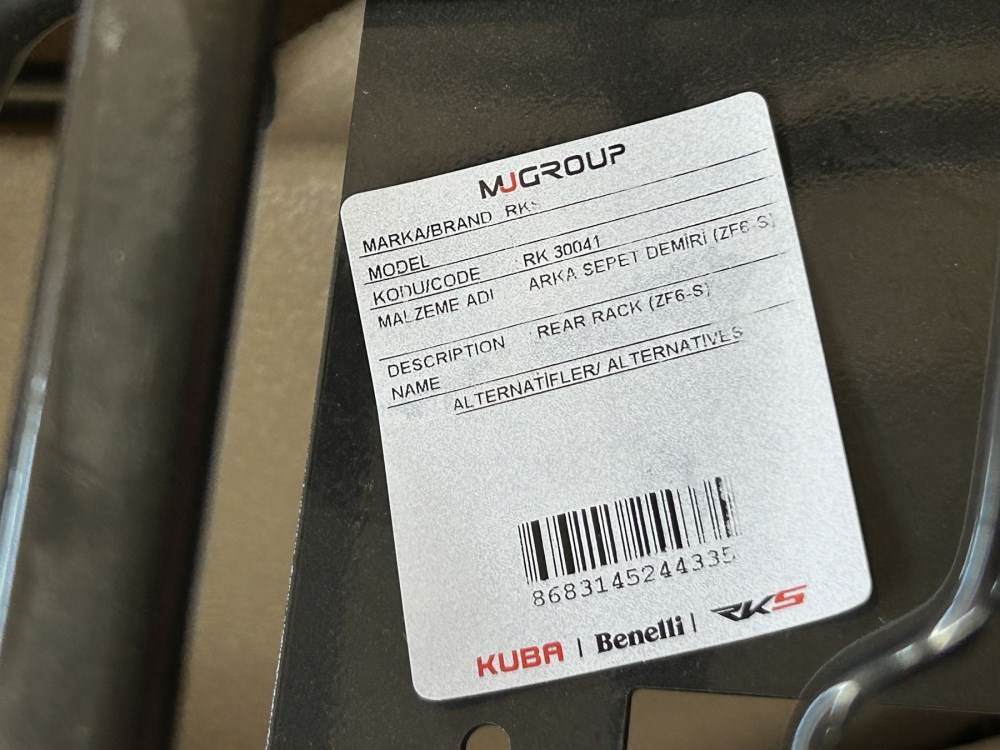 MJGROUP
MARKA/BRAND RKS
MODEL
KODU/CODE RK 30041
MALZEME ADI ARKA SEPET DEMİRİ (ZF6-S)
DESCRIPTION REAR RACK (ZF6-S)
NAME
ALTERNATİFLER/ ALTERNATIVES
8683145244335
KUBA | Benelli | RKS